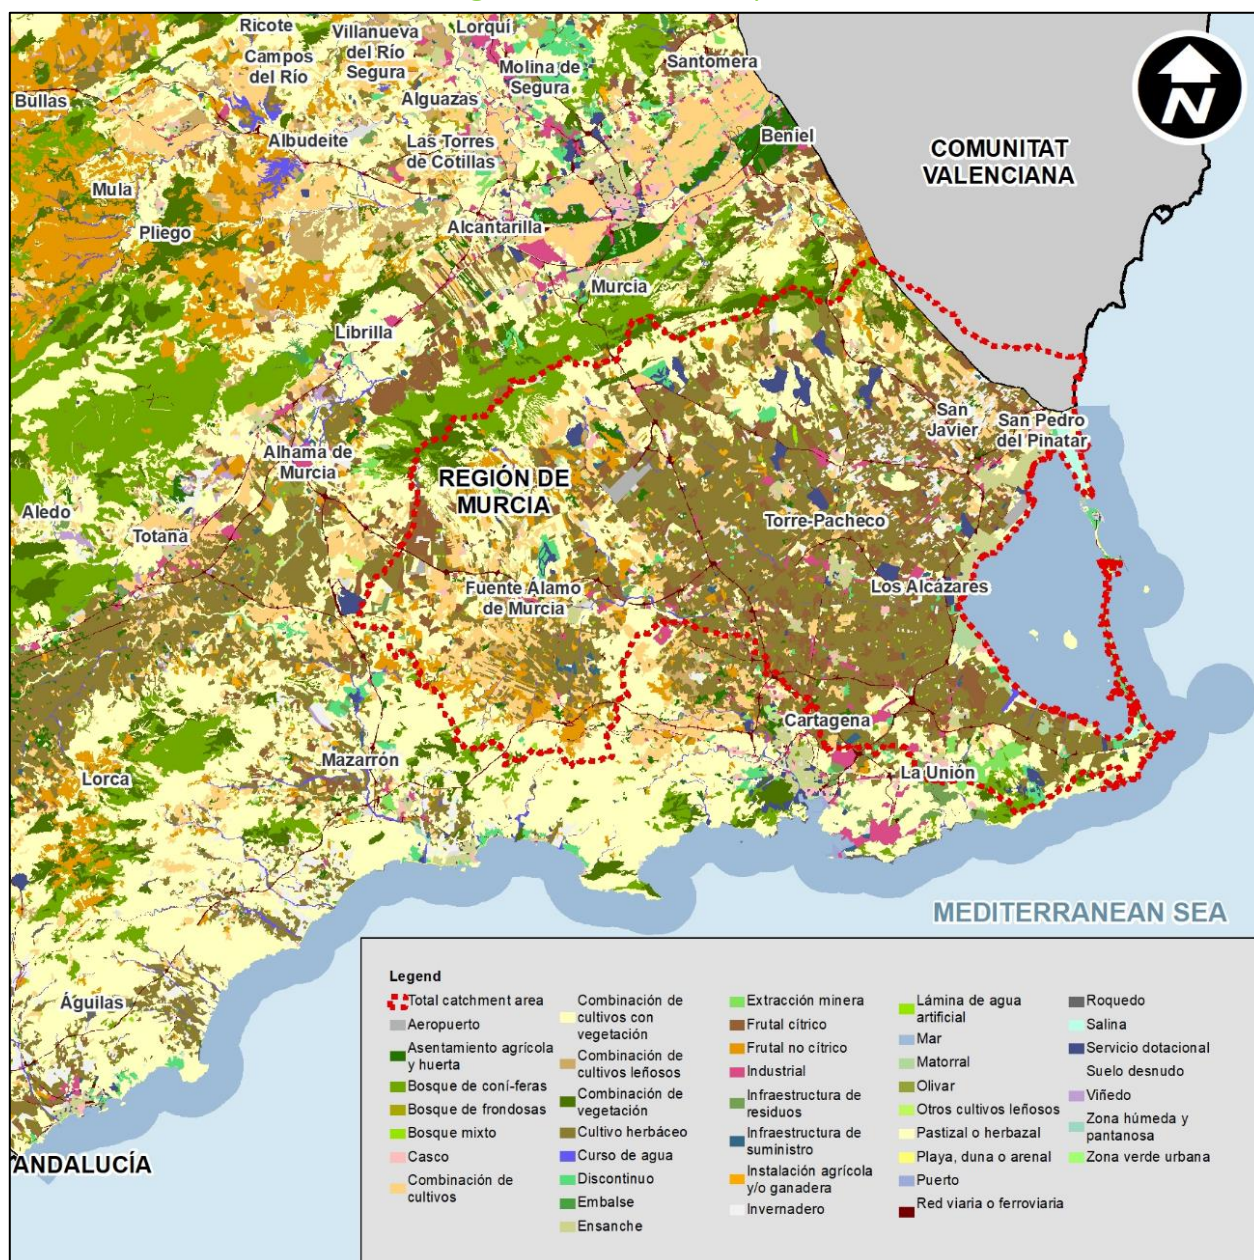 Ricote
Villanueva
del Río
Segura
Lorquí
Campos
del Río
Molina de
Segura
Santomera
Bullas
Alguazas
Albudeite
Las Torres
de Cotillas
Beniel
COMUNITAT
VALENCIANA
N
Mula
Pliego
Alcantarilla
Murcia
Librilla
San
Javier
San Pedro
del Pinatar
Alhama de
Murcia
REGIÓN DE
MURCIA
Aledo
Totana
Torre-Pacheco
Fuente Álamo
de Murcia
Los Alcázares
Cartagena
Mazarrón
La Unión
Lorca
MEDITERRANEAN SEA
Águilas
ANDALUCÍA
Legend
Total catchment area
Aeropuerto
Asentamiento agrícola
y huerta
Bosque de coní-feras
Bosque de frondosas
Bosque mixto
Casco
Combinación de
cultivos
Combinación de
cultivos con
vegetación
Combinación de
cultivos leñosos
Combinación de
vegetación
Cultivo herbáceo
Curso de agua
Discontinuo
Embalse
Ensanche
Extracción minera
Frutal cítrico
Frutal no cítrico
Industrial
Infraestructura de
residuos
Infraestructura de
suministro
Instalación agrícola
y/o ganadera
Invernadero
Lámina de agua
artificial
Mar
Matorral
Olivar
Otros cultivos leñosos
Pastizal o herbazal
Playa, duna o arenal
Puerto
Red viaria o ferroviaria
Roquedo
Salina
Servicio dotacional
Suelo desnudo
Viñedo
Zona húmeda y
pantanosa
Zona verde urbana